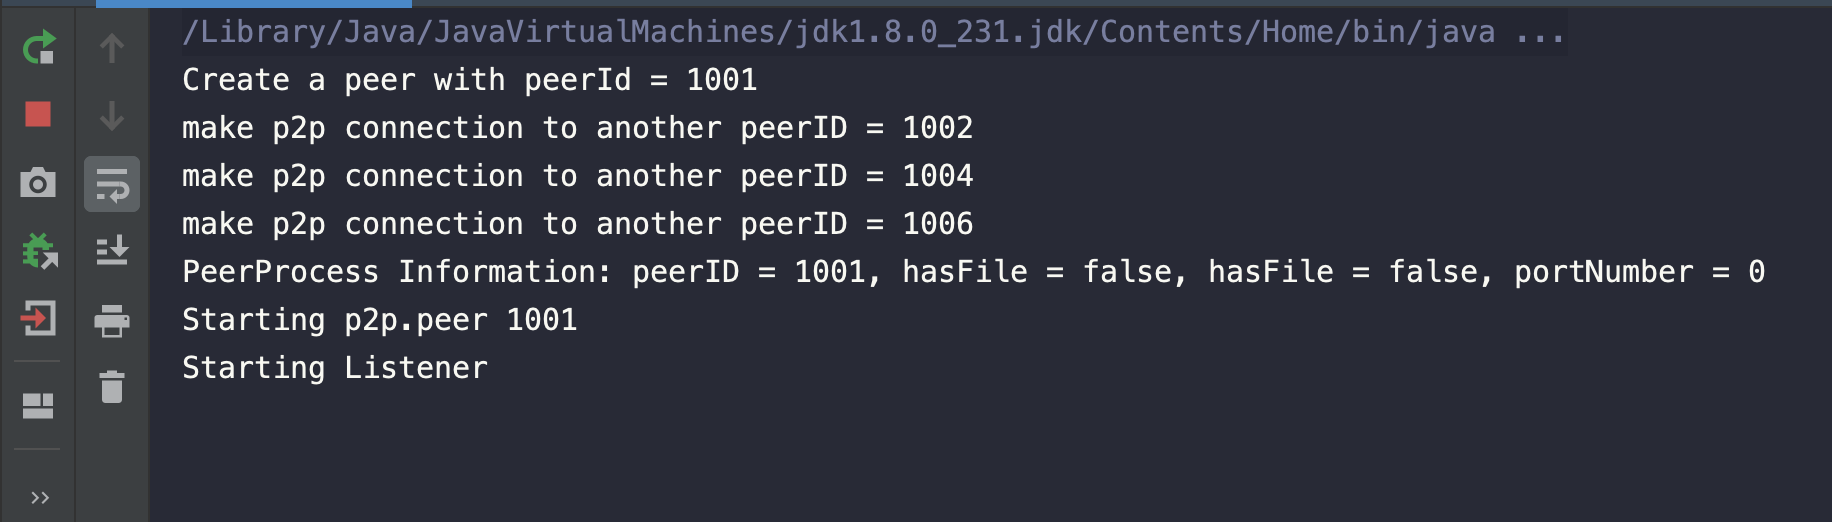 /Library/Java/JavaVirtualMachines/jdk1.8.0_231.jdk/Contents/Home/bin/java ...
Create a peer with peerId = 1001
make p2p connection to another peerID = 1002
make p2p connection to another peerID = 1004
make p2p connection to another peerID = 1006
PeerProcess Information: peerID = 1001, hasFile = false, hasFile = false, portNumber = 0
Starting p2p.peer 1001
Starting Listener